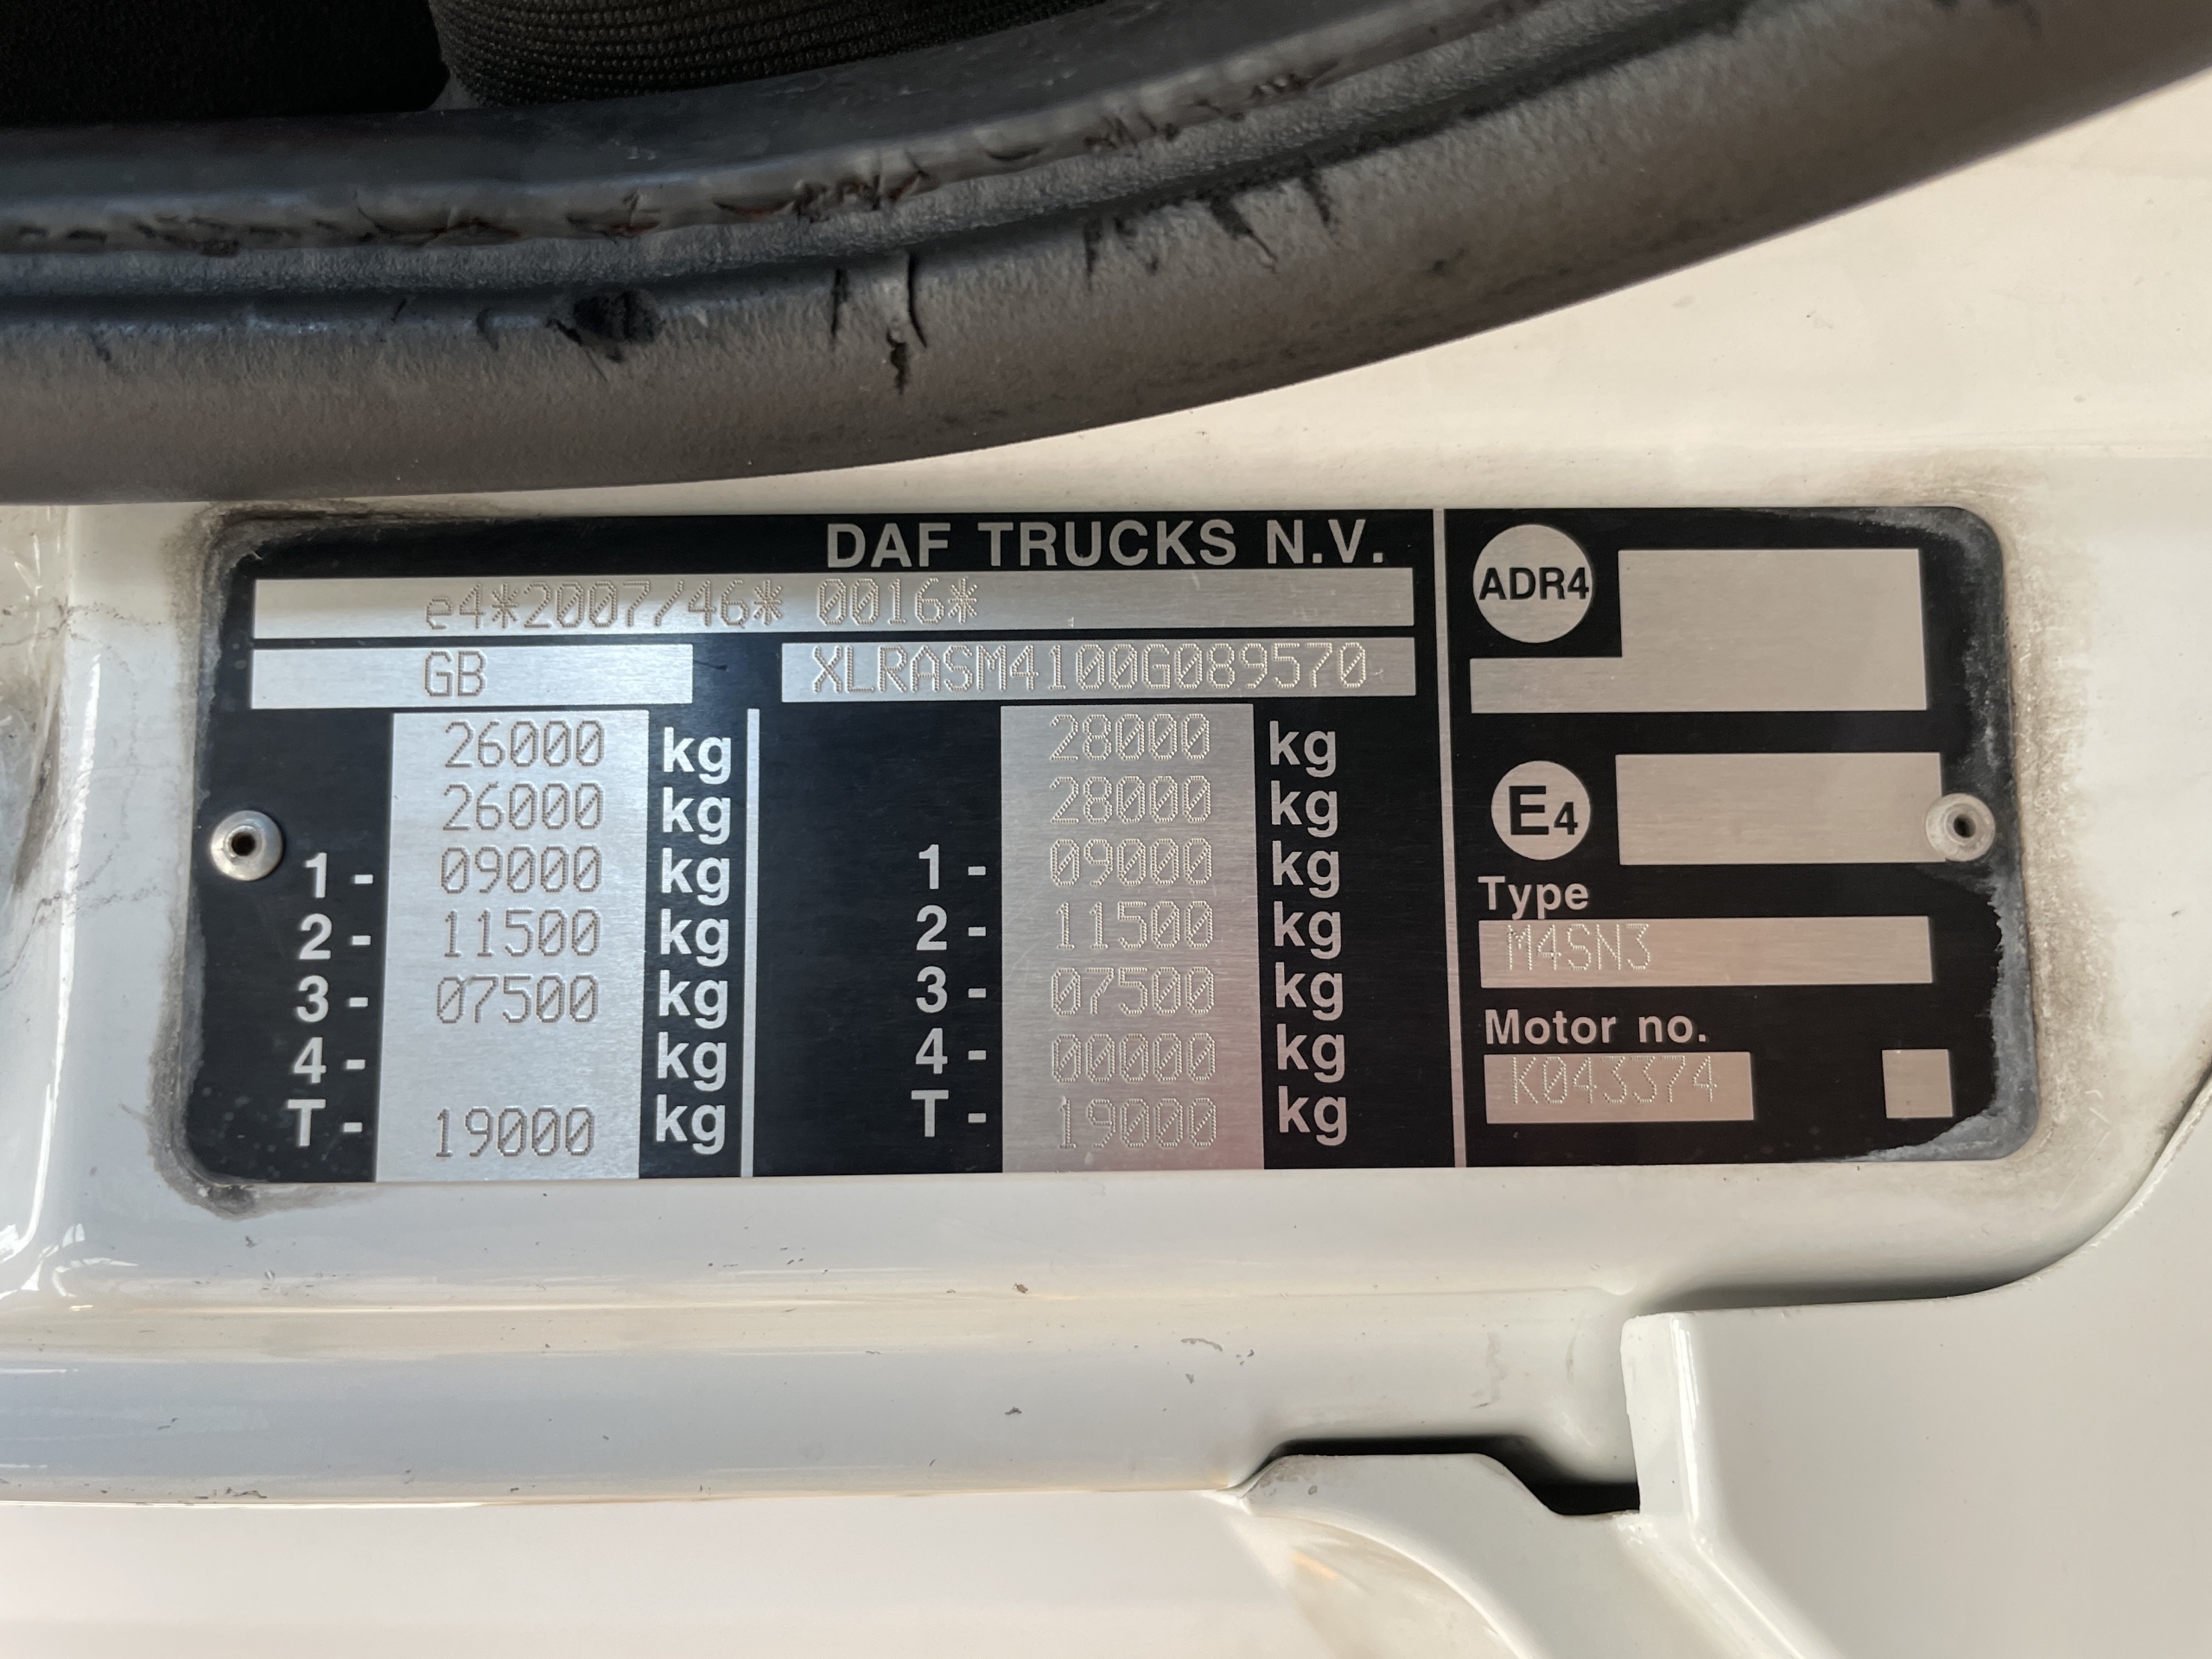 DAF TRUCKS N.V.
e4*2007/46* 0016*
GB XLRASM4100G089570
26000 kg 28000 kg
26000 kg 28000 kg
1- 09000 kg 1- 09000 kg
2- 11500 kg 2- 11500 kg
3- 07500 kg 3- 07500 kg
4- kg 4- 00000 kg
T- 19000 kg T- 19000 kg
ADR4
E4
Type
M4SN3
Motor no.
K043374